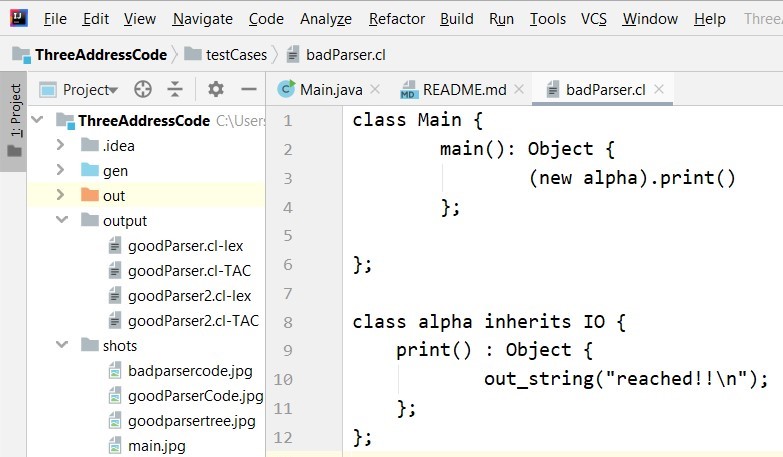 IJ File Edit View Navigate Code Analyze Refactor Build Run Tools VCS Window Help Three
ThreeAddressCode testCases badParser.cl
1: Project
Project
Main.java
MD README.md
badParser.cl
ThreeAddressCode C:\Users
.idea
gen
out
output
goodParser.cl-lex
goodParser.cl-TAC
goodParser2.cl-lex
goodParser2.cl-TAC
shots
badparsercode.jpg
goodParserCode.jpg
goodparsertree.jpg
main.jpg
1 class Main {
2 main(): Object {
3 (new alpha).print()
4 };
5
6 };
7
8 class alpha inherits IO {
9 print() : Object {
10 out_string("reached!!\n");
11 };
12 };